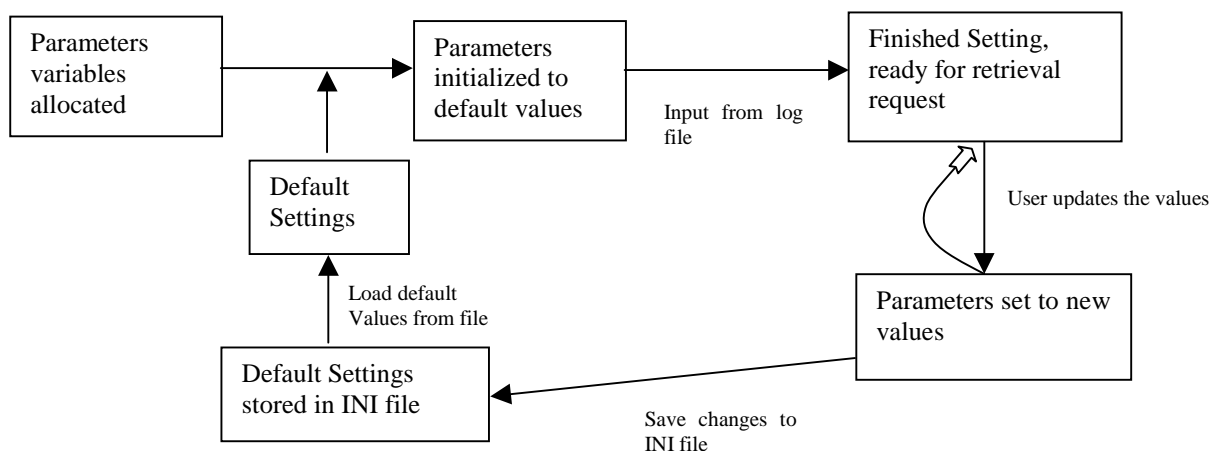 Parameters
variables
allocated
Parameters
initialized to
default values
Finished Setting,
ready for retrieval
request
Input from log
file
Default
Settings
User updates the values
Load default
Values from file
Parameters set to new
values
Default Settings
stored in INI file
Save changes to
INI file